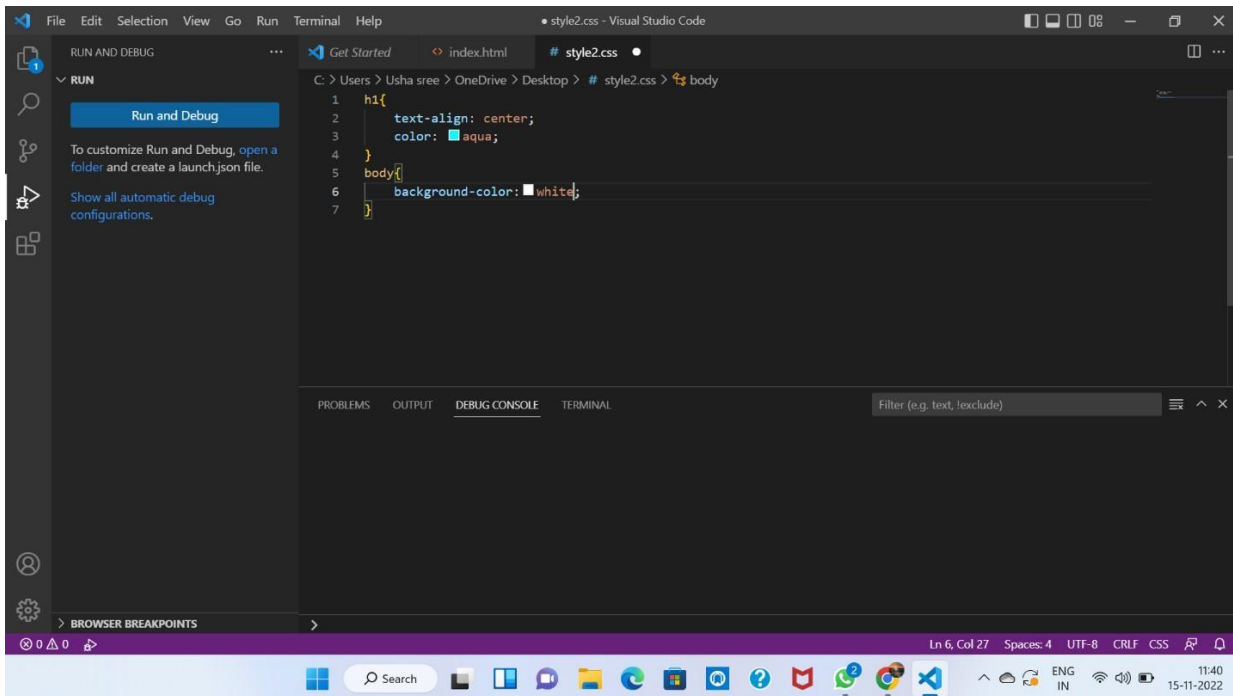 File Edit Selection View Go Run Terminal Help
● style2.css - Visual Studio Code
RUN AND DEBUG
Get Started
index.html
# style2.css
RUN
C: > Users > Usha sree > OneDrive > Desktop > # style2.css > body
Run and Debug
To customize Run and Debug, open a
folder and create a launch.json file.
Show all automatic debug
configurations.
1 h1{
2 text-align: center;
3 color: aqua;
4 }
5 body{
6 background-color: white;
7 }
PROBLEMS OUTPUT DEBUG CONSOLE TERMINAL
Filter (e.g. text, !exclude)
1
> BROWSER BREAKPOINTS
>
0 0
Ln 6, Col 27 Spaces: 4 UTF-8 CRLF CSS
Search
2
ENG
IN
11:40
15-11-2022